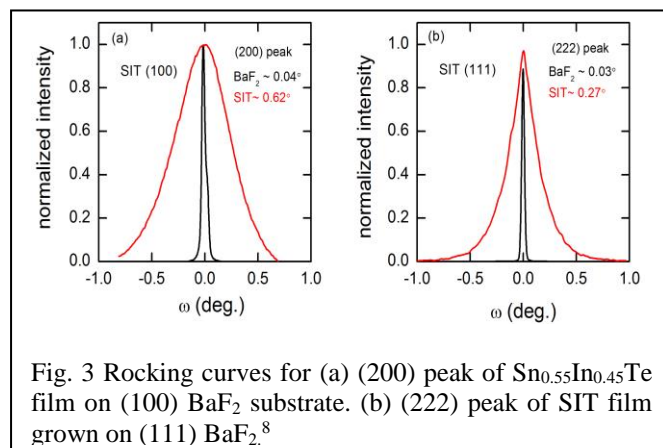 (a)
(200) peak
SIT (100)
BaF₂ ~ 0.04°
SIT~ 0.62°
normalized intensity
1.0
0.8
0.6
0.4
0.2
0.0
-1.0 -0.5 0.0 0.5 1.0
ω (deg.)
(b)
(222) peak
SIT (111)
BaF₂ ~ 0.03°
SIT~ 0.27°
normalized intensity
1.0
0.8
0.6
0.4
0.2
0.0
-1.0 -0.5 0.0 0.5 1.0
ω (deg.)
Fig. 3 Rocking curves for (a) (200) peak of Sn₀.₅₅In₀.₄₅Te
film on (100) BaF₂ substrate. (b) (222) peak of SIT film
grown on (111) BaF₂.⁸